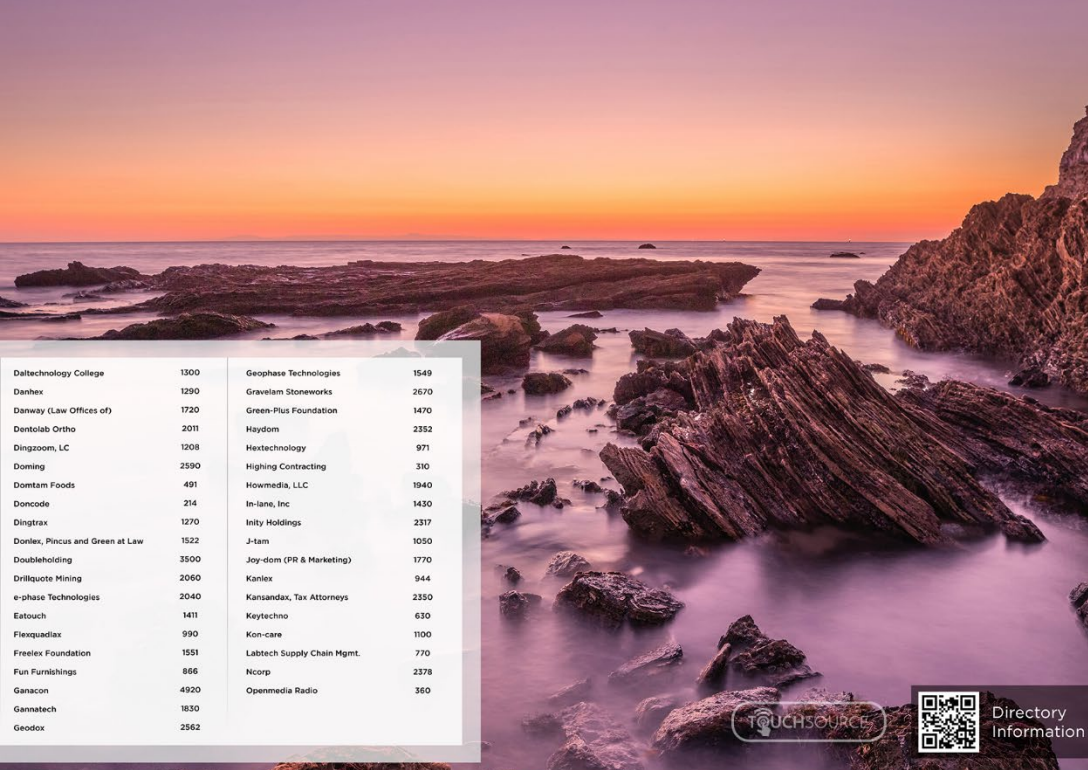 Daltechnology College 1300
Danhex 1290
Danway (Law Offices of) 1720
Dentolab Ortho 2011
Dingzoom, LC 1208
Doming 2590
Domtam Foods 491
Doncode 214
Dingtrax 1270
Donlex, Pincus and Green at Law 1522
Doubleholding 3500
Drillquote Mining 2060
e-phase Technologies 2040
Eatouch 1411
Flexquadlax 990
Freelex Foundation 1551
Fun Furnishings 866
Ganacon 4920
Gannatech 1830
Geodox 2562
Geophase Technologies 1549
Gravelam Stoneworks 2670
Green-Plus Foundation 1470
Haydom 2352
Hextechnology 971
Highing Contracting 310
Howmedia, LLC 1940
In-lane, Inc 1430
Inity Holdings 2317
J-tam 1050
Joy-dom (PR & Marketing) 1770
Kanlex 944
Kansandax, Tax Attorneys 2350
Keytechno 630
Kon-care 1100
Labtech Supply Chain Mgmt. 770
Ncorp 2378
Openmedia Radio 360
TOUCHSOURCE
Directory
Information